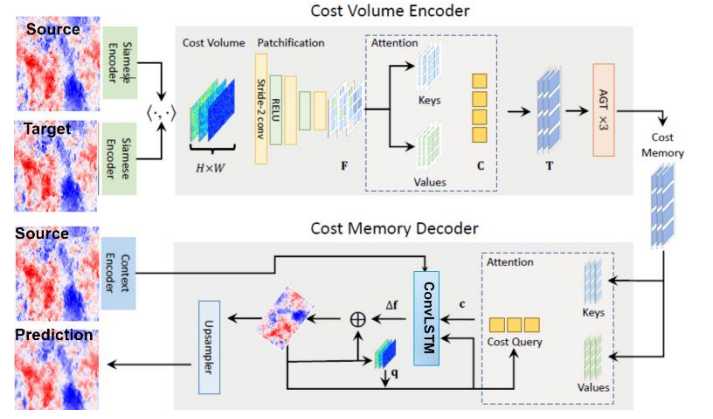 Cost Volume Encoder
Source
Siamese
Encoder
Cost Volume
Patchification
Attention
Stride-2 conv
RELU
Keys
AGT ×3
⟨·,·⟩
Target
Siamese
Encoder
H×W
F
Values
C
T
Cost
Memory
Source
Context
Encoder
Cost Memory Decoder
Attention
Keys
ConvLSTM
Δf
c
Cost Query
⊕
Prediction
Upsampler
q
Values